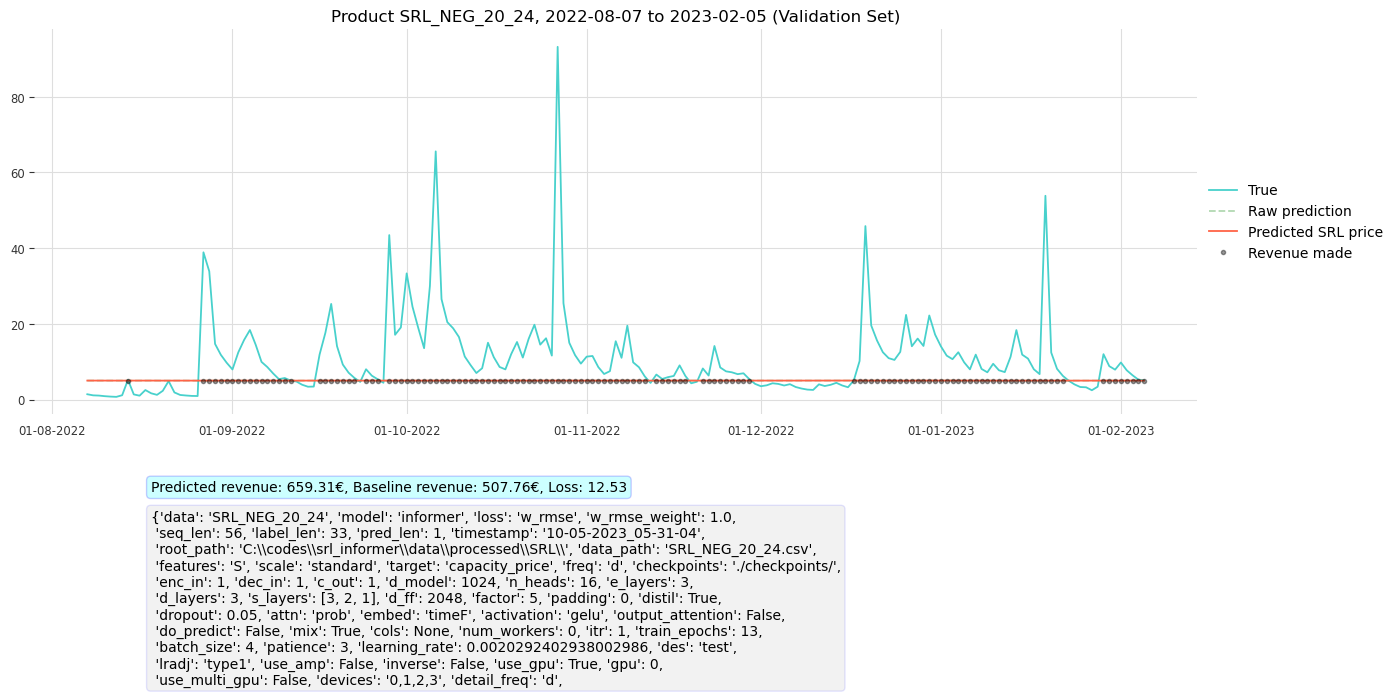 Product SRL_NEG_20_24, 2022-08-07 to 2023-02-05 (Validation Set)
80
60
40
20
0
01-08-2022
01-09-2022
01-10-2022
01-11-2022
01-12-2022
01-01-2023
01-02-2023
True
Raw prediction
Predicted SRL price
Revenue made
Predicted revenue: 659.31€, Baseline revenue: 507.76€, Loss: 12.53
{'data': 'SRL_NEG_20_24', 'model': 'informer', 'loss': 'w_rmse', 'w_rmse_weight': 1.0,
'seq_len': 56, 'label_len': 33, 'pred_len': 1, 'timestamp': '10-05-2023_05-31-04',
'root_path': 'C:\\codes\\srl_informer\\data\\processed\\SRL\\', 'data_path': 'SRL_NEG_20_24.csv',
'features': 'S', 'scale': 'standard', 'target': 'capacity_price', 'freq': 'd', 'checkpoints': './checkpoints/',
'enc_in': 1, 'dec_in': 1, 'c_out': 1, 'd_model': 1024, 'n_heads': 16, 'e_layers': 3,
'd_layers': 3, 's_layers': [3, 2, 1], 'd_ff': 2048, 'factor': 5, 'padding': 0, 'distil': True,
'dropout': 0.05, 'attn': 'prob', 'embed': 'timeF', 'activation': 'gelu', 'output_attention': False,
'do_predict': False, 'mix': True, 'cols': None, 'num_workers': 0, 'itr': 1, 'train_epochs': 13,
'batch_size': 4, 'patience': 3, 'learning_rate': 0.0020292402938002986, 'des': 'test',
'lradj': 'type1', 'use_amp': False, 'inverse': False, 'use_gpu': True, 'gpu': 0,
'use_multi_gpu': False, 'devices': '0,1,2,3', 'detail_freq': 'd',